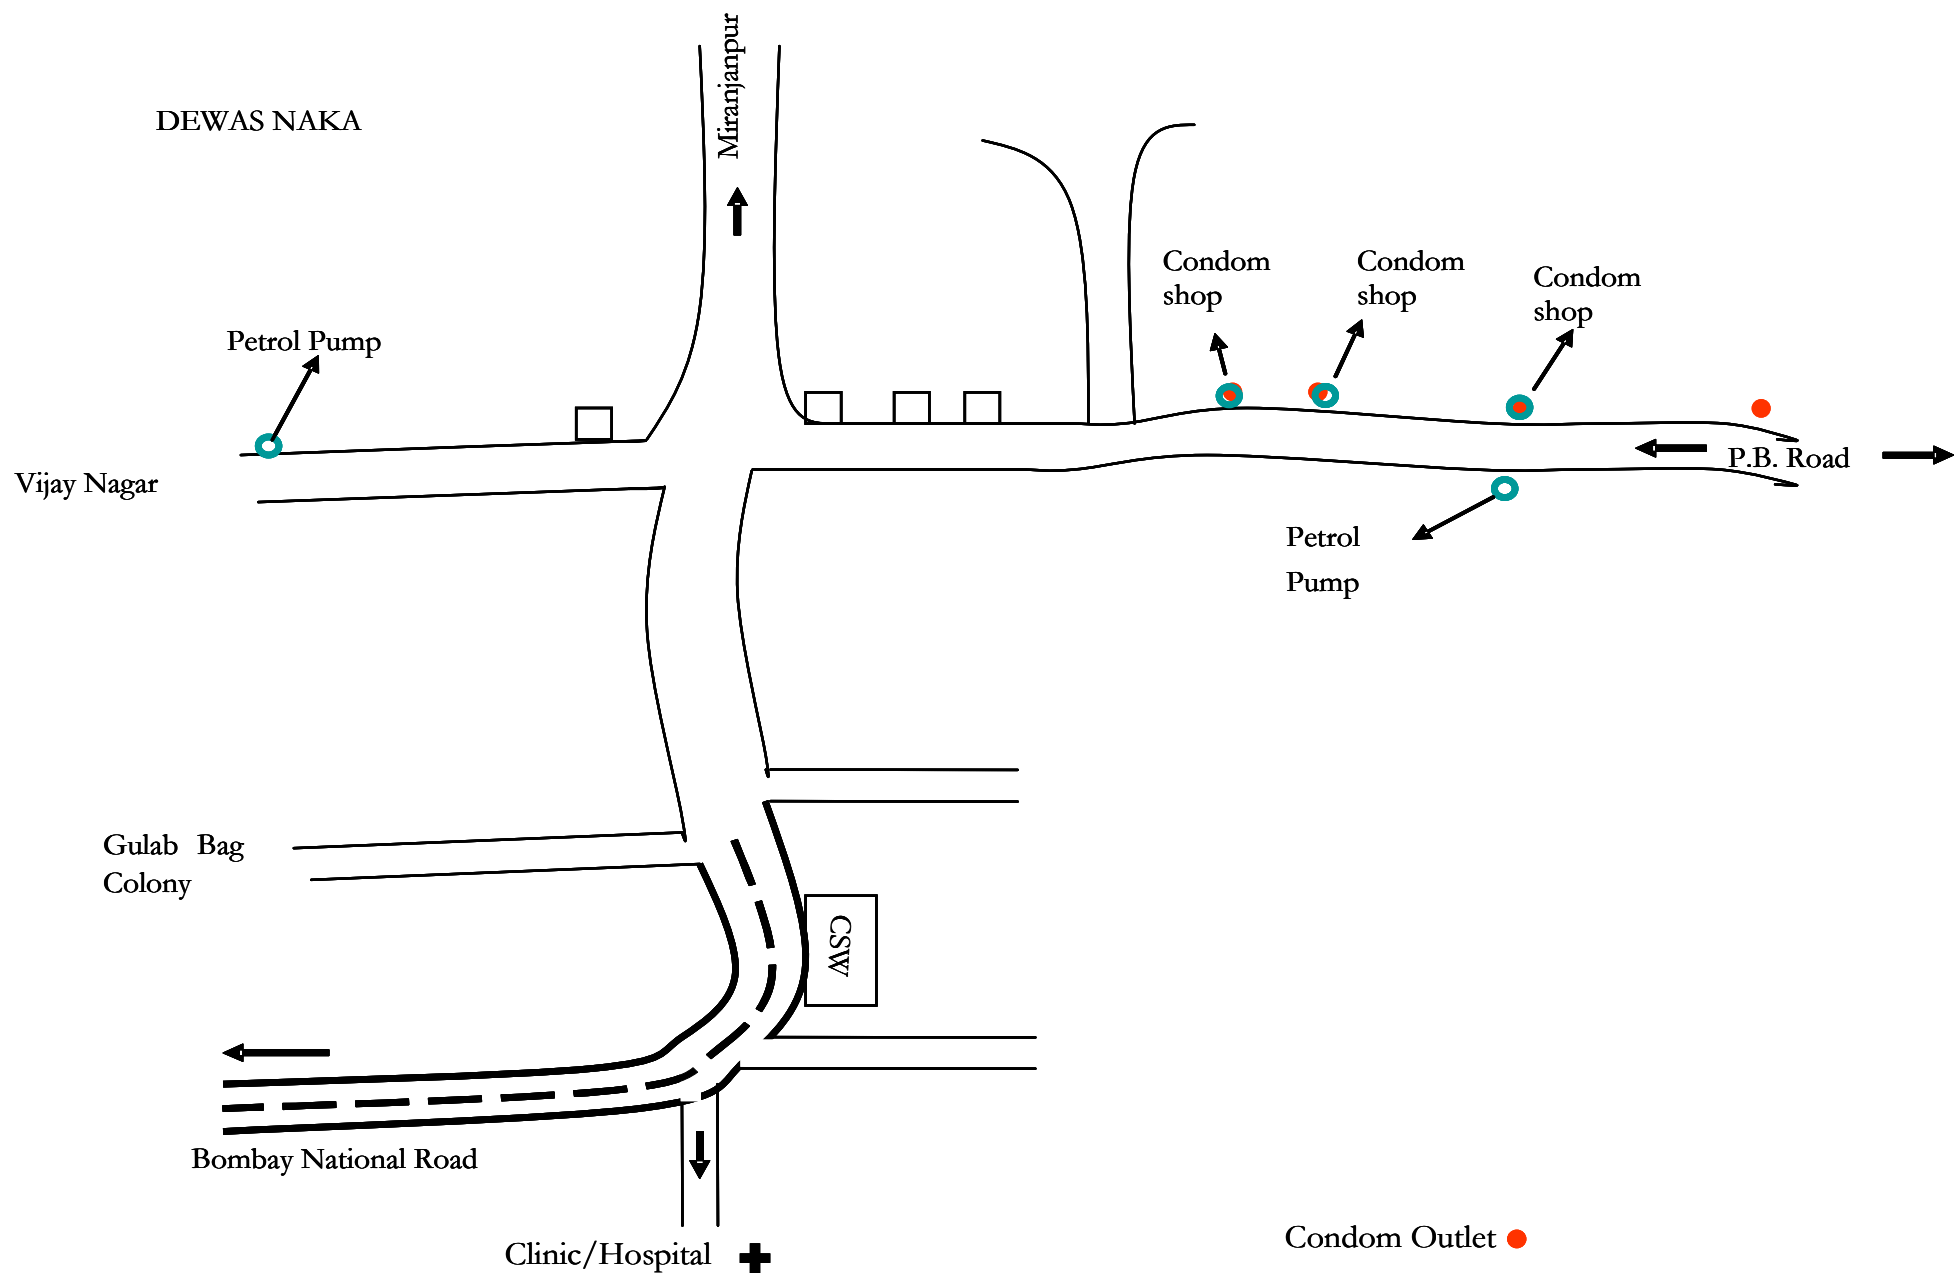 Miranjanpur
DEWAS NAKA
Condom
shop
Condom
shop
Condom
shop
Petrol Pump
Vijay Nagar
P.B. Road
Petrol
Pump
Gulab Bag
Colony
CSW
Bombay National Road
Clinic/Hospital
Condom Outlet